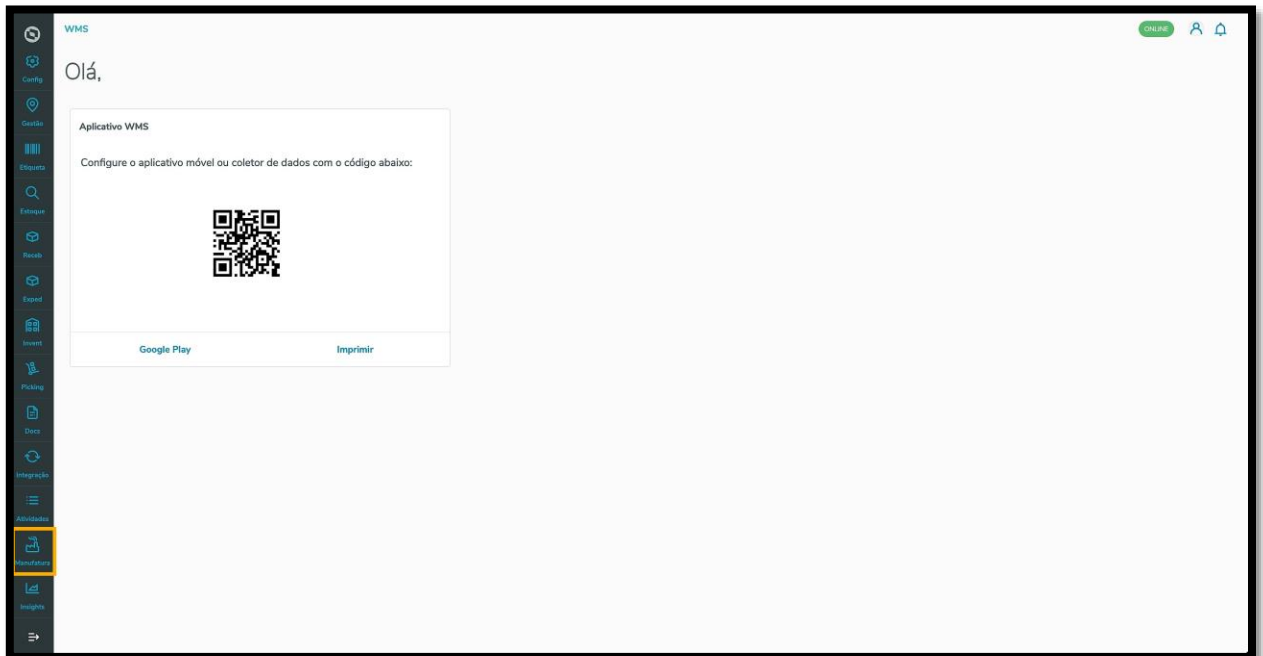 WMS
ONLINE
Olá,
Config
Gestão
Etiqueta
Estoque
Receb
Exped
Invent
Picking
Docs
Integração
Atividades
Manufatura
Insights
Aplicativo WMS
Configure o aplicativo móvel ou coletor de dados com o código abaixo:
Google Play
Imprimir